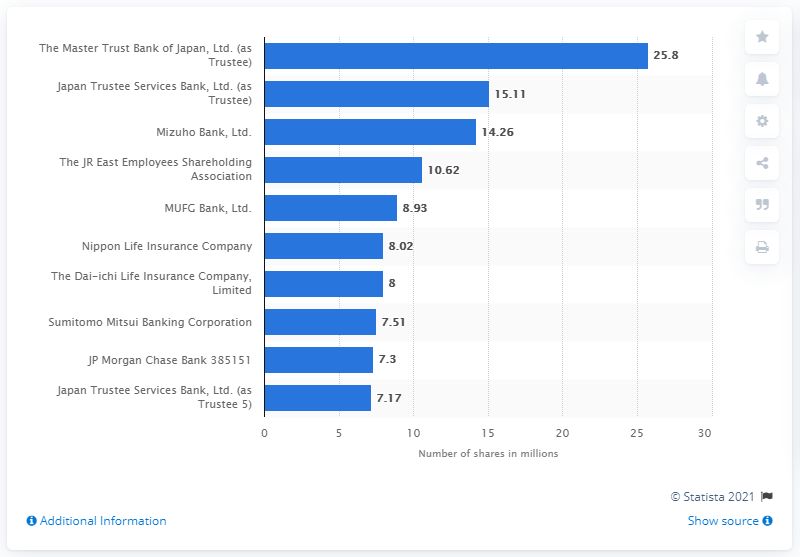 The Master Trust Bank of Japan, Ltd. (as
Trustee)
25.8
Japan Trustee Services Bank, Ltd. (as
Trustee)
15.11
Mizuho Bank, Ltd.
14.26
The JR East Employees Shareholding
Association
10.62
MUFG Bank, Ltd.
8.93
Nippon Life Insurance Company
8.02
The Dai-ichi Life Insurance Company,
Limited
8
Sumitomo Mitsui Banking Corporation
7.51
JP Morgan Chase Bank 385151
7.3
Japan Trustee Services Bank, Ltd. (as
Trustee 5)
7.17
0 5 10 15 20 25 30
Number of shares in millions
© Statista 2021
Additional Information
Show source